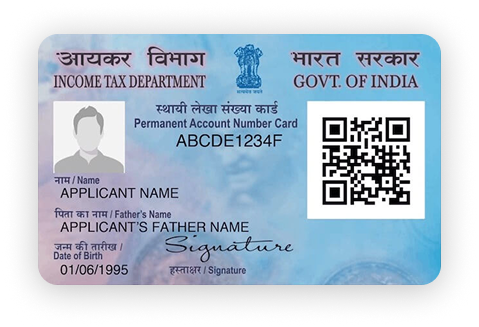 आयकर विभाग
INCOME TAX DEPARTMENT
भारत सरकार
GOVT. OF INDIA
स्थायी लेखा संख्या कार्ड
Permanent Account Number Card
ABCDE1234F
नाम / Name
APPLICANT NAME
पिता का नाम / Father's Name
APPLICANT'S FATHER NAME
जन्म की तारीख /
Date of Birth
01/06/1995
Signature
हस्ताक्षर / Signature